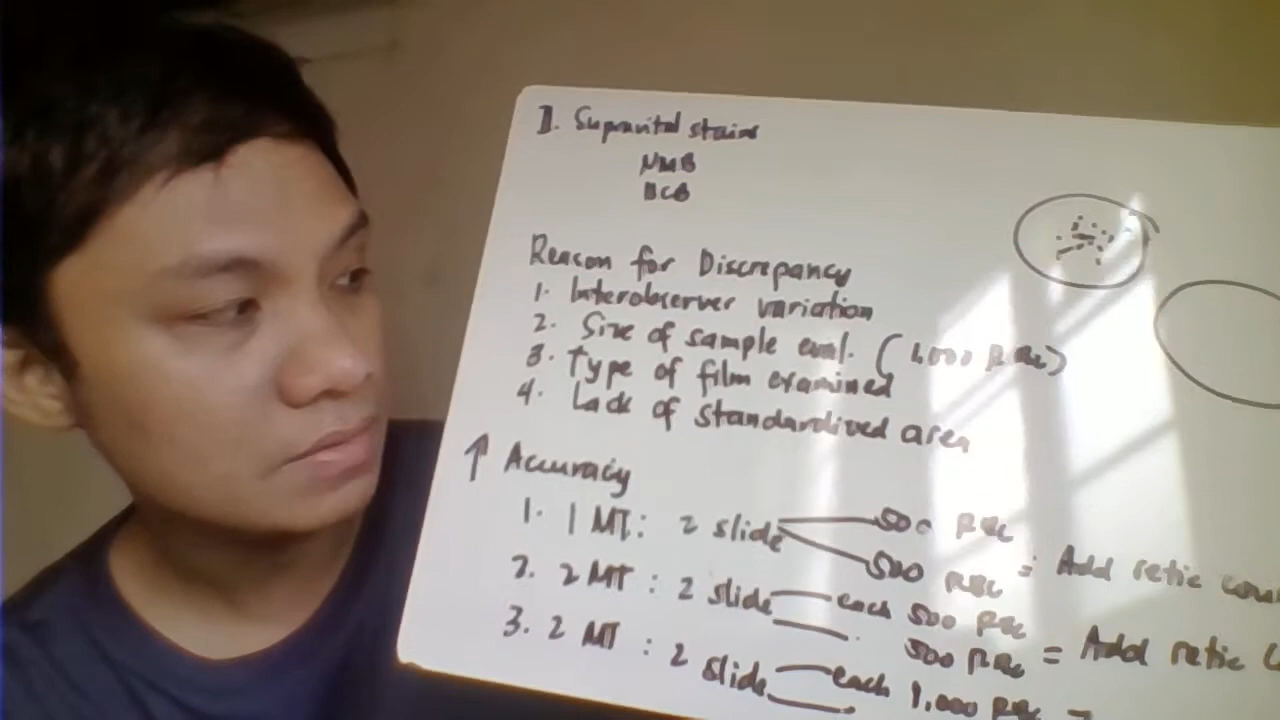 I. Supravital stains
NMB
BCB
Reason for Discrepancy
1. Interobserver variation
2. Size of sample eval. (1,000 RBC)
3. Type of film examined
4. Lack of standardized area
↑ Accuracy
1. 1 MT: 2 slide 500 RBC
500 RBC = Add retic
2. 2 MT: 2 slide each 500 RBC
500 RBC = Add retic
3. 2 MT: 2 slide each 1,000 RBC =